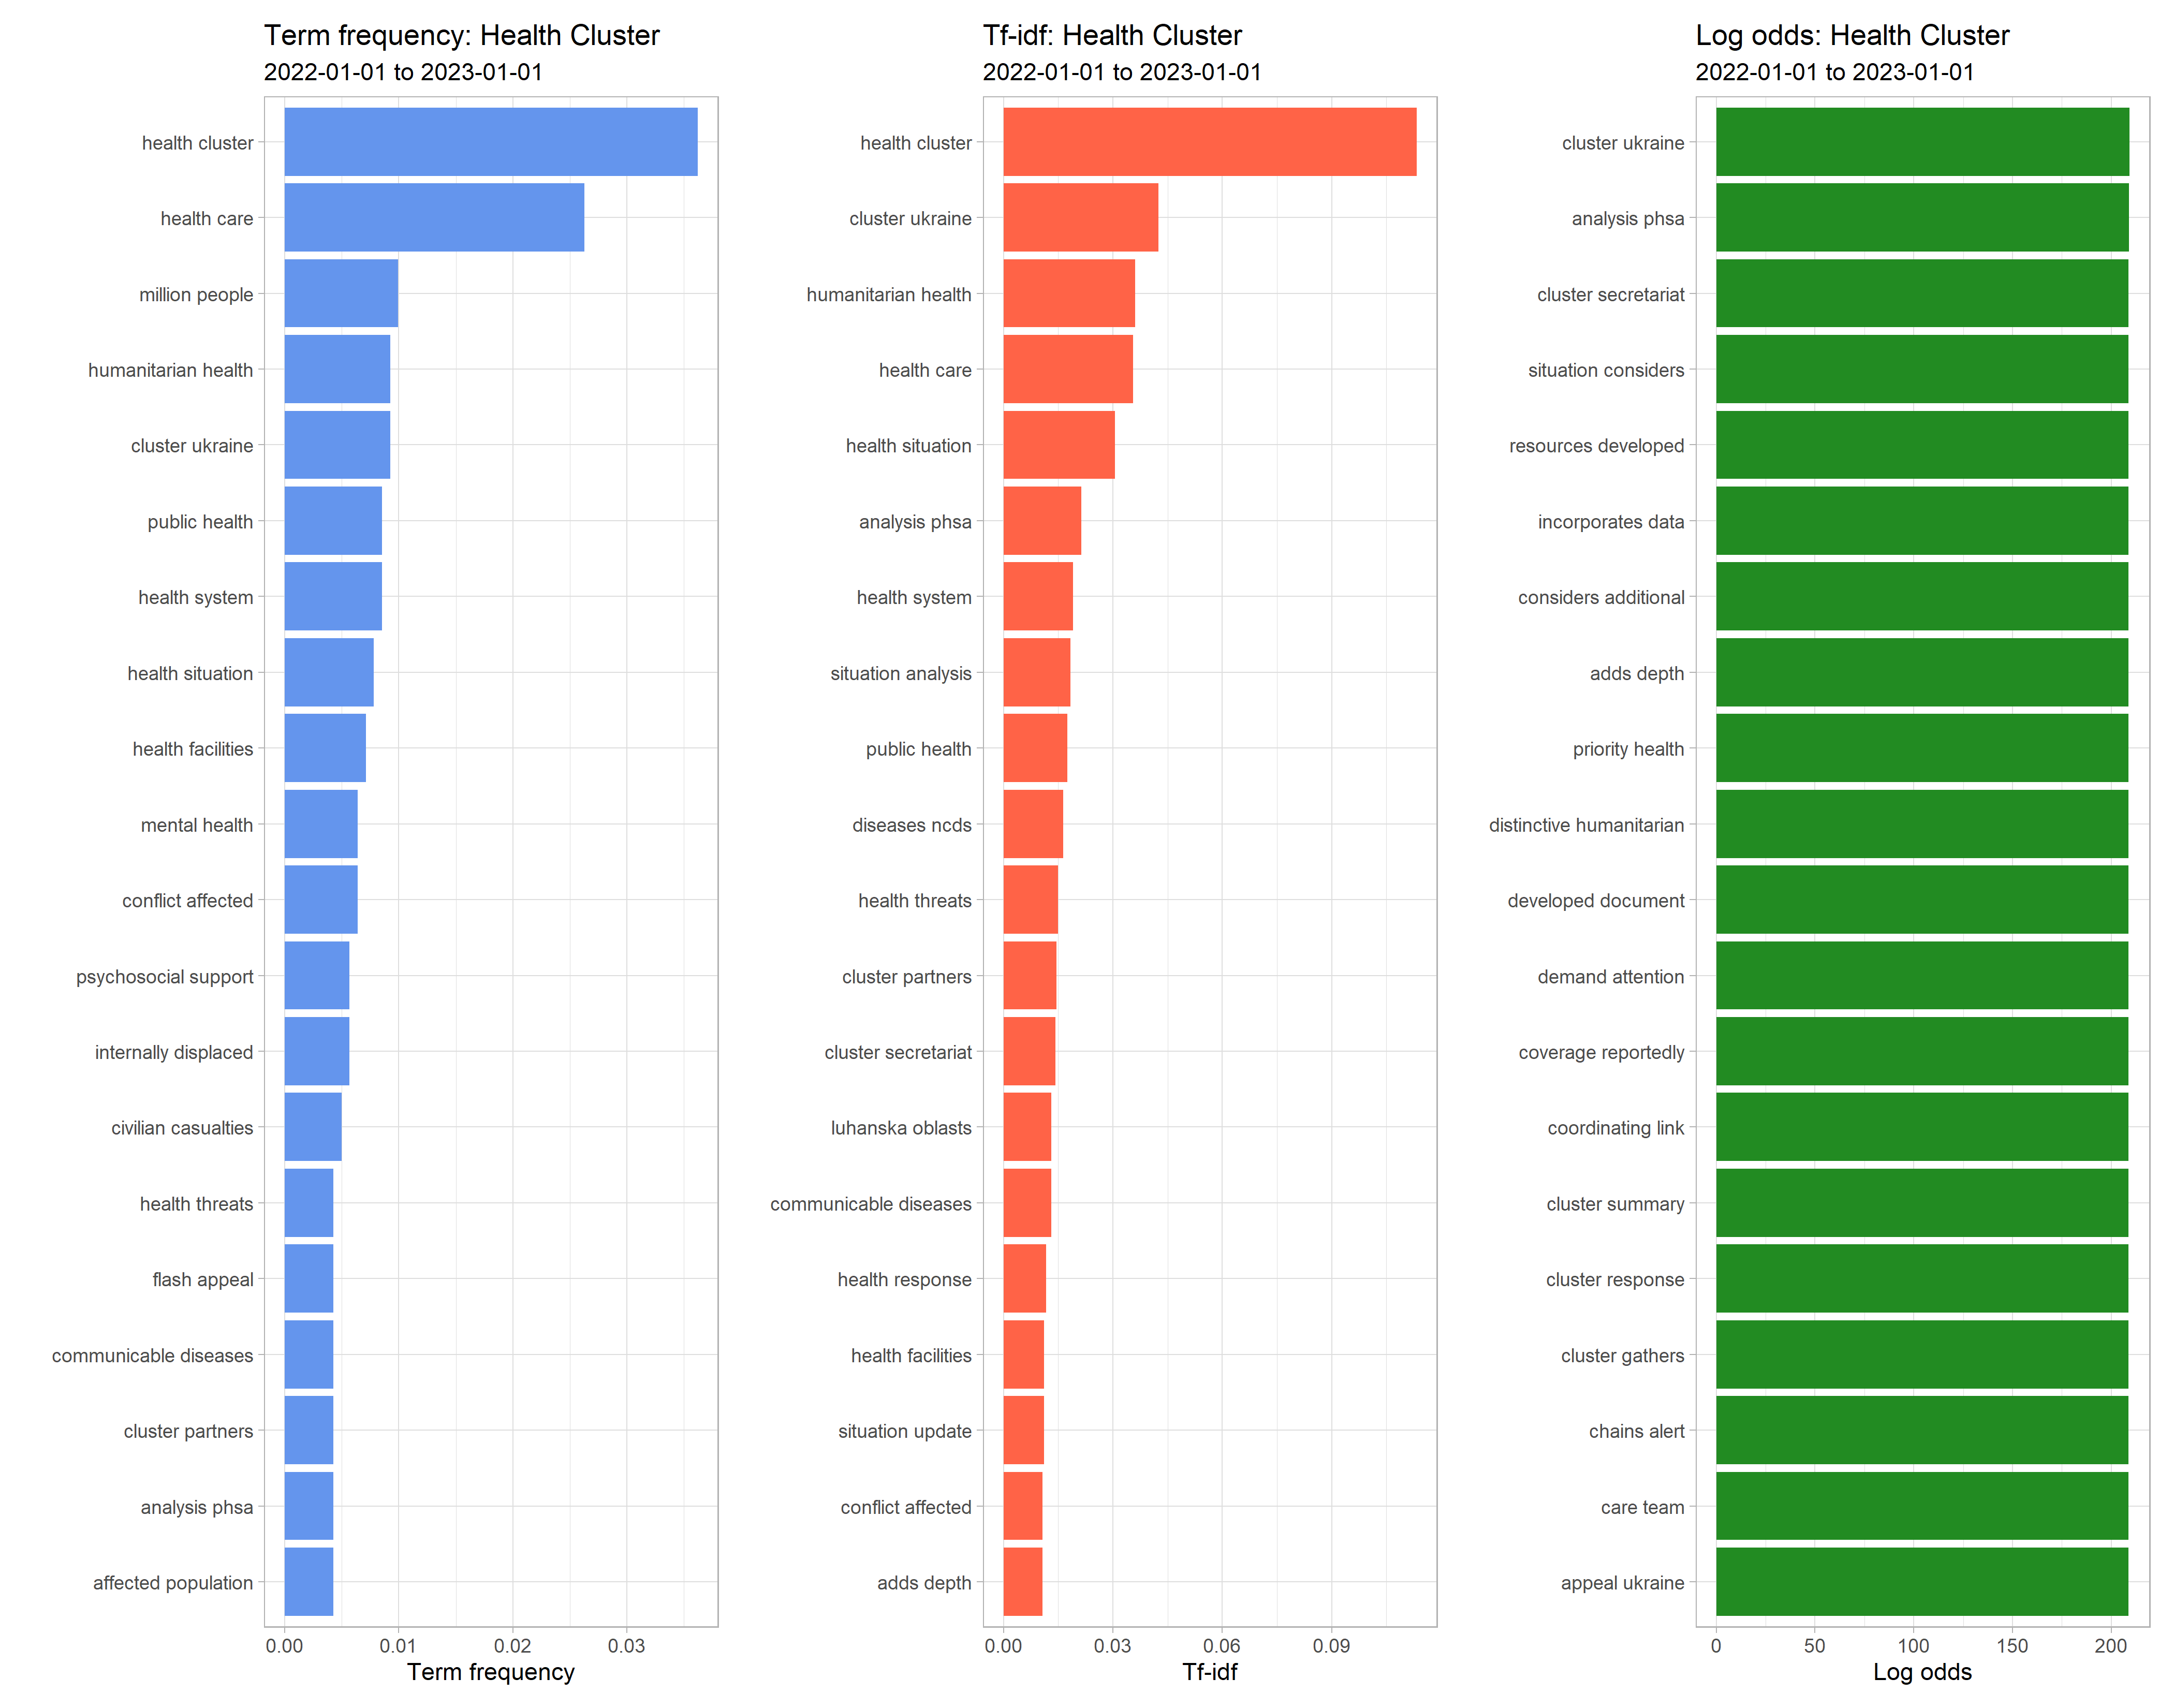 Term frequency: Health Cluster
2022-01-01 to 2023-01-01
health cluster
health care
million people
humanitarian health
cluster ukraine
public health
health system
health situation
health facilities
mental health
conflict affected
psychosocial support
internally displaced
civilian casualties
health threats
flash appeal
communicable diseases
cluster partners
analysis phsa
affected population
0.00 0.01 0.02 0.03
Term frequency
Tf-idf: Health Cluster
2022-01-01 to 2023-01-01
health cluster
cluster ukraine
humanitarian health
health care
health situation
analysis phsa
health system
situation analysis
public health
diseases ncds
health threats
cluster partners
cluster secretariat
luhanska oblasts
communicable diseases
health response
health facilities
situation update
conflict affected
adds depth
0.00 0.03 0.06 0.09
Tf-idf
Log odds: Health Cluster
2022-01-01 to 2023-01-01
cluster ukraine
analysis phsa
cluster secretariat
situation considers
resources developed
incorporates data
considers additional
adds depth
priority health
distinctive humanitarian
developed document
demand attention
coverage reportedly
coordinating link
cluster summary
cluster response
cluster gathers
chains alert
care team
appeal ukraine
0 50 100 150 200
Log odds